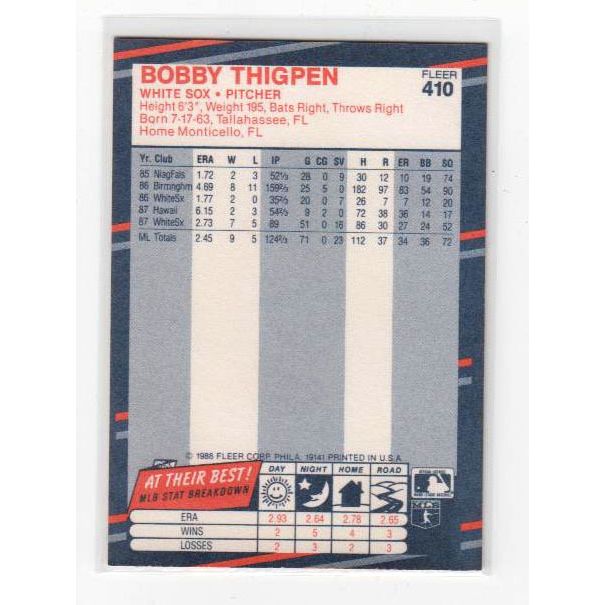 BOBBY THIGPEN
FLEER
410
WHITE SOX • PITCHER
Height 6'3", Weight 195, Bats Right, Throws Right
Born 7-17-63, Tallahassee, FL
Home Monticello, FL
Yr. Club ERA W L IP G CG SV H R ER BB SO
85 NiagFals 1.72 2 3 52⅓ 28 0 9 30 12 10 19 74
86 Birmnghm 4.69 8 11 159⅔ 25 5 0 182 97 83 54 90
86 WhiteSx 1.77 2 0 35⅔ 20 0 7 26 7 7 12 20
87 Hawaii 6.15 2 3 54⅔ 9 2 0 72 38 36 14 17
87 WhiteSx 2.73 7 5 89 51 0 16 86 30 27 24 52
ML Totals 2.45 9 5 124⅔ 71 0 23 112 37 34 36 72
© 1988 FLEER CORP. PHILA. 19141 PRINTED IN U.S.A.
AT THEIR BEST!
MLB STAT BREAKDOWN
DAY NIGHT HOME ROAD
ERA 2.93 2.64 2.78 2.65
WINS 2 5 4 3
LOSSES 2 3 2 3